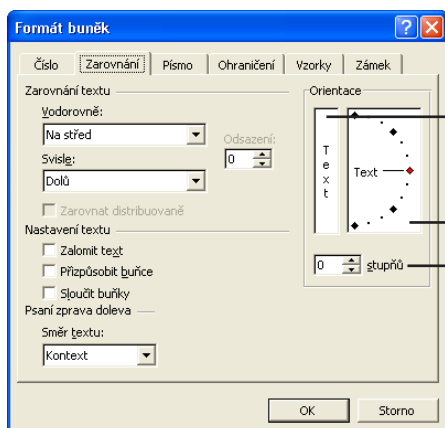 Formát buněk
Číslo
Zarovnání
Písmo
Ohraničení
Vzorky
Zámek
Zarovnání textu
Vodorovně:
Na střed
Odsazení:
0
Svisle:
Dolů
Zarovnat distribuovaně
Nastavení textu
Zalomit text
Přizpůsobit buňce
Sloučit buňky
Psaní zprava doleva
Směr textu:
Kontext
Orientace
Text
Text
0 stupňů
OK
Storno